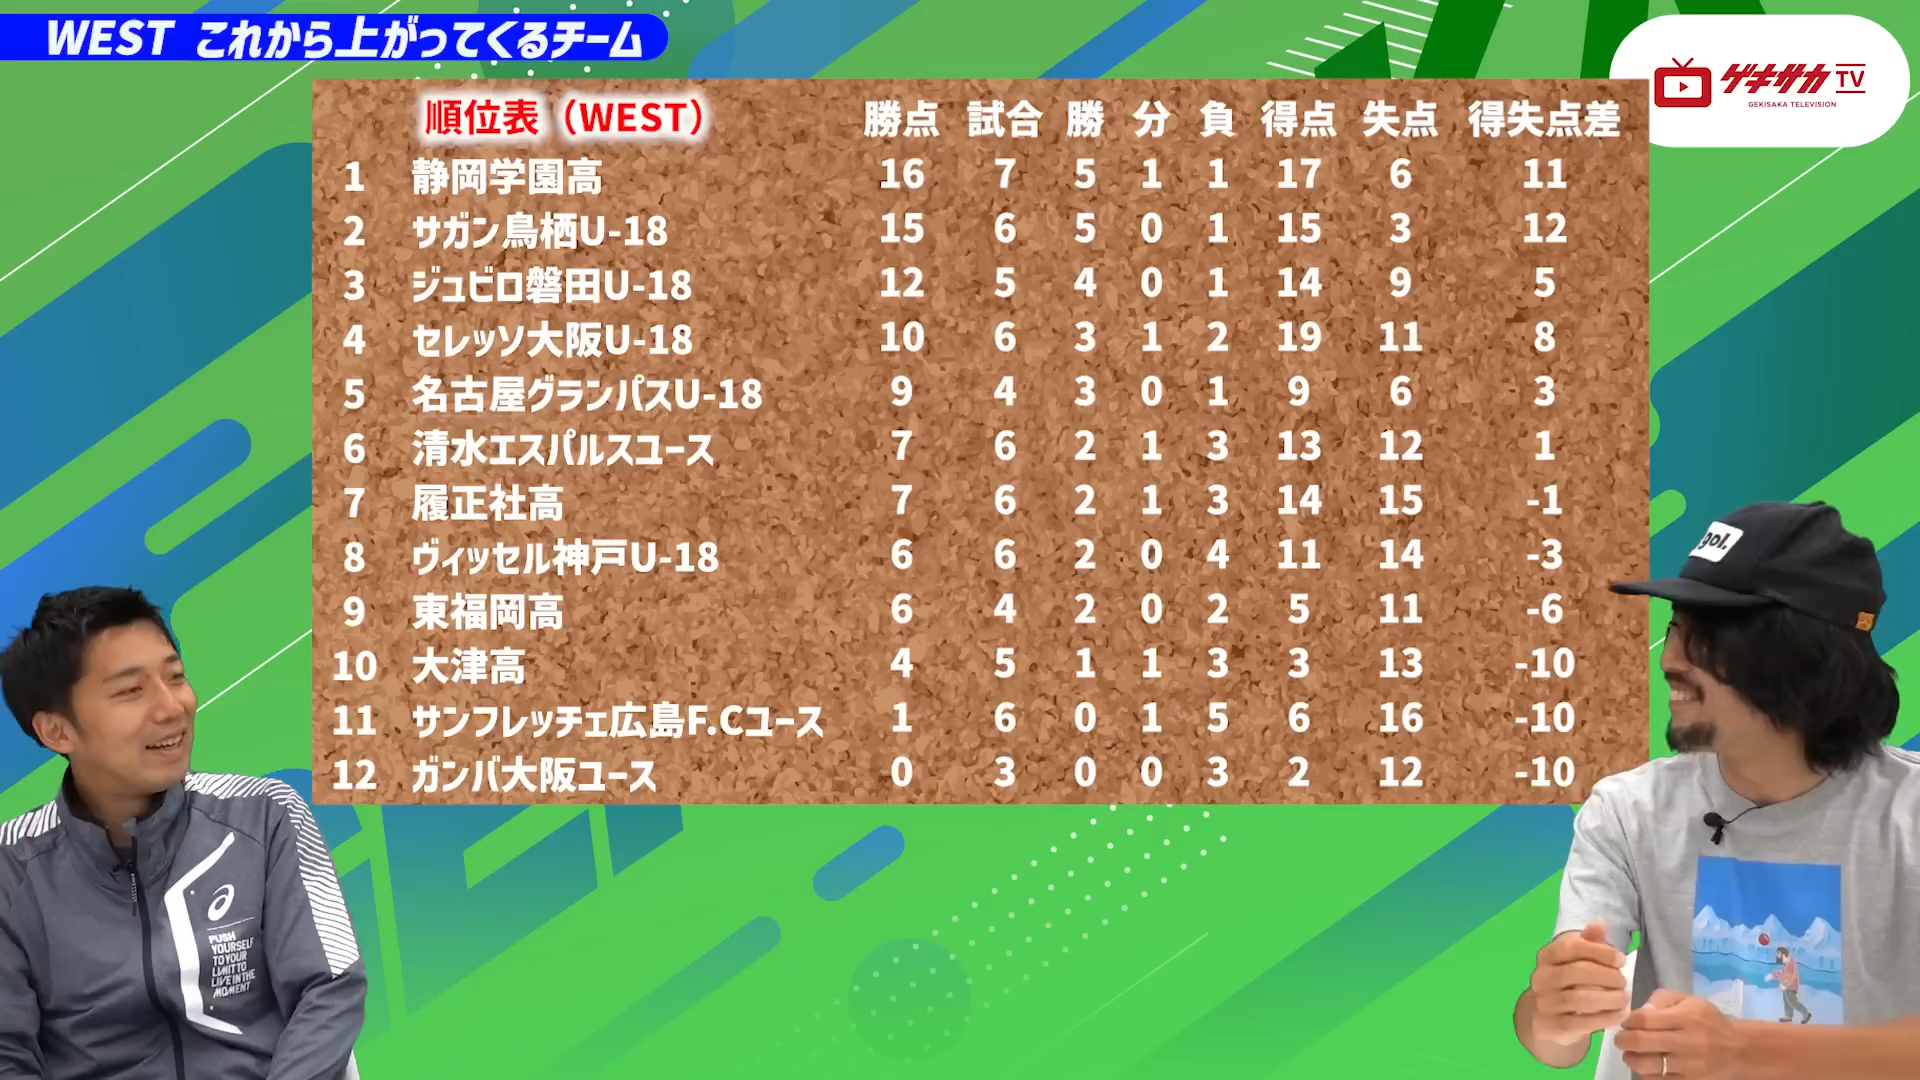 WEST これから上がってくるチーム
ゲキサカTV
GEKISAKA TELEVISION
順位表（WEST） 勝点 試合 勝 分 負 得点 失点 得失点差
1 静岡学園高 16 7 5 1 1 17 6 11
2 サガン鳥栖U-18 15 6 5 0 1 15 3 12
3 ジュビロ磐田U-18 12 5 4 0 1 14 9 5
4 セレッソ大阪U-18 10 6 3 1 2 19 11 8
5 名古屋グランパスU-18 9 4 3 0 1 9 6 3
6 清水エスパルスユース 7 6 2 1 3 13 12 1
7 履正社高 7 6 2 1 3 14 15 -1
8 ヴィッセル神戸U-18 6 6 2 0 4 11 14 -3
9 東福岡高 6 4 2 0 2 5 11 -6
10 大津高 4 5 1 1 3 3 13 -10
11 サンフレッチェ広島F.Cユース 1 6 0 1 5 6 16 -10
12 ガンバ大阪ユース 0 3 0 0 3 2 12 -10
gol.
asics
PUSH
YOURSELF
TO YOUR
LIMIT TO
LIVE IN THE
MOMENT